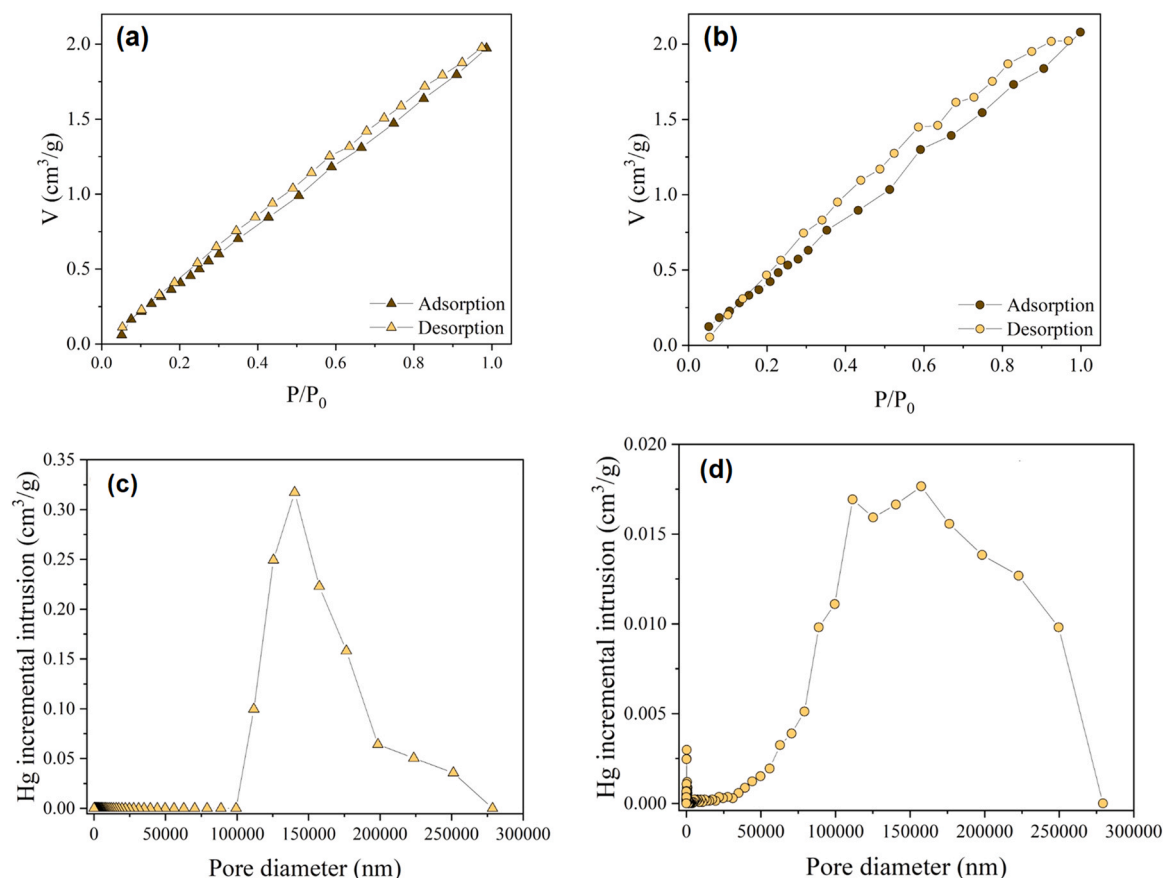 (a)
2.0
1.5
1.0
0.5
0.0
V (cm³/g)
Adsorption
Desorption
0.0 0.2 0.4 0.6 0.8 1.0
P/P₀
(b)
2.0
1.5
1.0
0.5
0.0
V (cm³/g)
Adsorption
Desorption
0.0 0.2 0.4 0.6 0.8 1.0
P/P₀
(c)
0.35
0.30
0.25
0.20
0.15
0.10
0.05
0.00
Hg incremental intrusion (cm³/g)
0 50000 100000 150000 200000 250000 300000
Pore diameter (nm)
(d)
0.020
0.015
0.010
0.005
0.000
Hg incremental intrusion (cm³/g)
0 50000 100000 150000 200000 250000 300000
Pore diameter (nm)